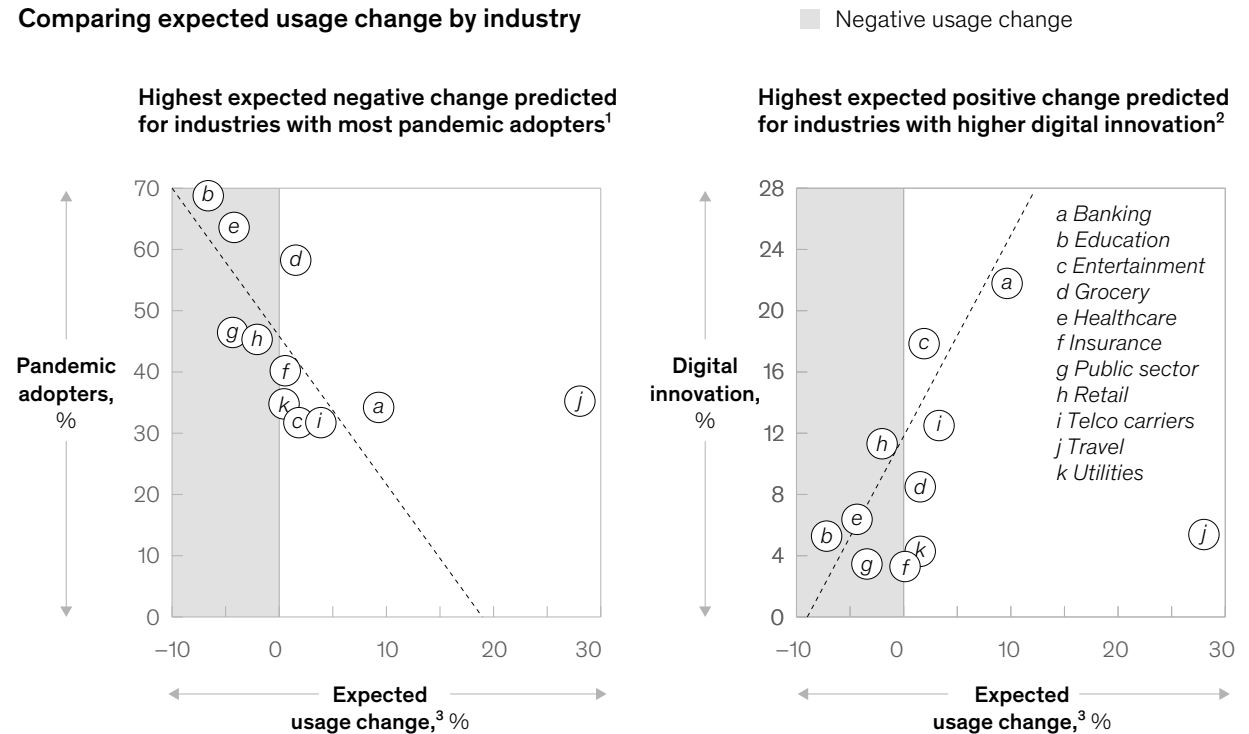 Comparing expected usage change by industry
Negative usage change
Highest expected negative change predicted
for industries with most pandemic adopters¹
Pandemic
adopters,
%
70
60
50
40
30
20
10
0
b
e
d
g
h
f
k
c
i
a
j
–10
0
10
20
30
Expected
usage change,³ %
Highest expected positive change predicted
for industries with higher digital innovation²
Digital
innovation,
%
28
24
20
16
12
8
4
0
a
c
i
h
d
e
b
k
g
f
j
a Banking
b Education
c Entertainment
d Grocery
e Healthcare
f Insurance
g Public sector
h Retail
i Telco carriers
j Travel
k Utilities
–10
0
10
20
30
Expected
usage change,³ %